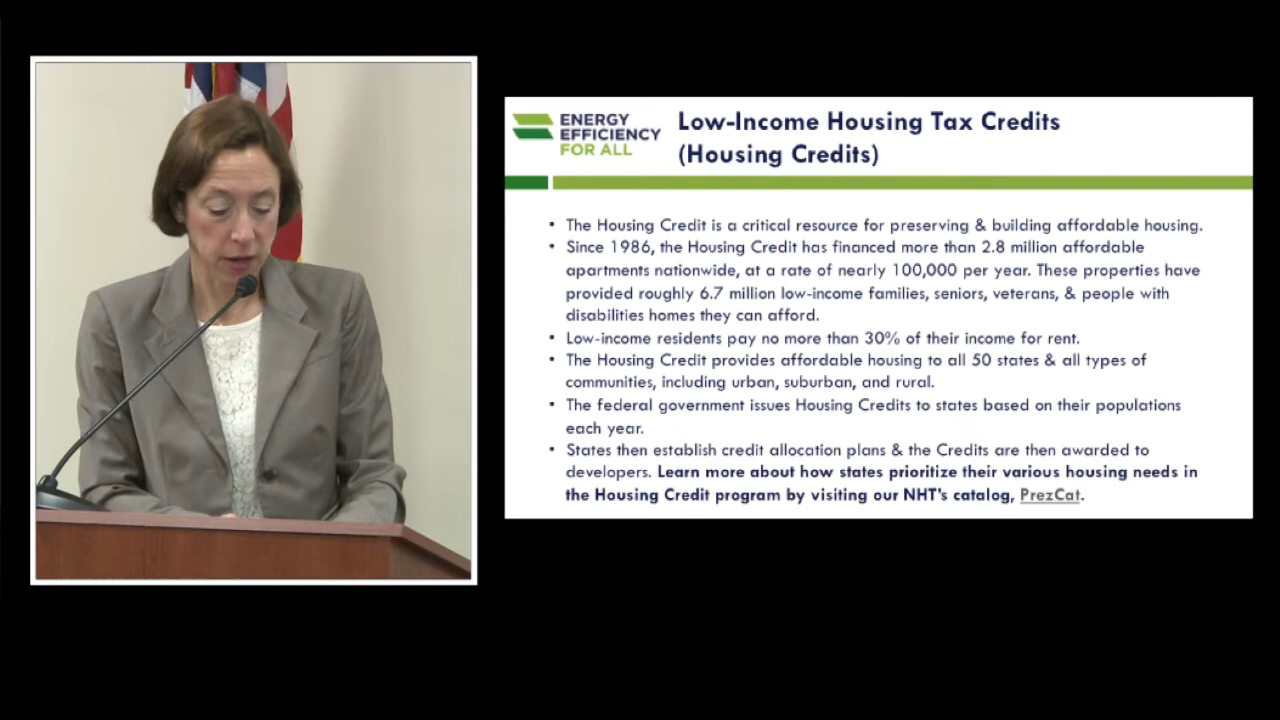 ENERGY
EFFICIENCY
FOR ALL
Low-Income Housing Tax Credits
(Housing Credits)
• The Housing Credit is a critical resource for preserving & building affordable housing.
• Since 1986, the Housing Credit has financed more than 2.8 million affordable
apartments nationwide, at a rate of nearly 100,000 per year. These properties have
provided roughly 6.7 million low-income families, seniors, veterans, & people with
disabilities homes they can afford.
• Low-income residents pay no more than 30% of their income for rent.
• The Housing Credit provides affordable housing to all 50 states & all types of
communities, including urban, suburban, and rural.
• The federal government issues Housing Credits to states based on their populations
each year.
• States then establish credit allocation plans & the Credits are then awarded to
developers. Learn more about how states prioritize their various housing needs in
the Housing Credit program by visiting our NHT's catalog, PrezCat.